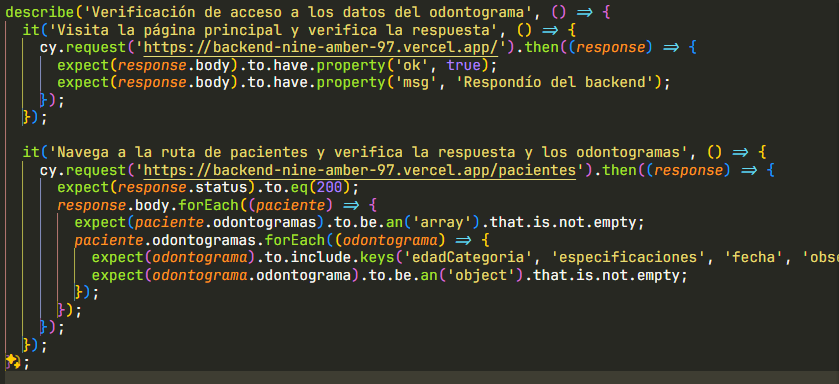 describe('Verificación de acceso a los datos del odontograma', () => {
  it('Visita la página principal y verifica la respuesta', () => {
    cy.request('https://backend-nine-amber-97.vercel.app/').then((response) => {
      expect(response.body).to.have.property('ok', true);
      expect(response.body).to.have.property('msg', 'Respondío del backend');
    });
  });

  it('Navega a la ruta de pacientes y verifica la respuesta y los odontogramas', () => {
    cy.request('https://backend-nine-amber-97.vercel.app/pacientes').then((response) => {
      expect(response.status).to.eq(200);
      response.body.forEach((paciente) => {
        expect(paciente.odontogramas).to.be.an('array').that.is.not.empty;
        paciente.odontogramas.forEach((odontograma) => {
          expect(odontograma).to.include.keys('edadCategoria', 'especificaciones', 'fecha', 'obse
          expect(odontograma.odontograma).to.be.an('object').that.is.not.empty;
        });
      });
    });
  });
});